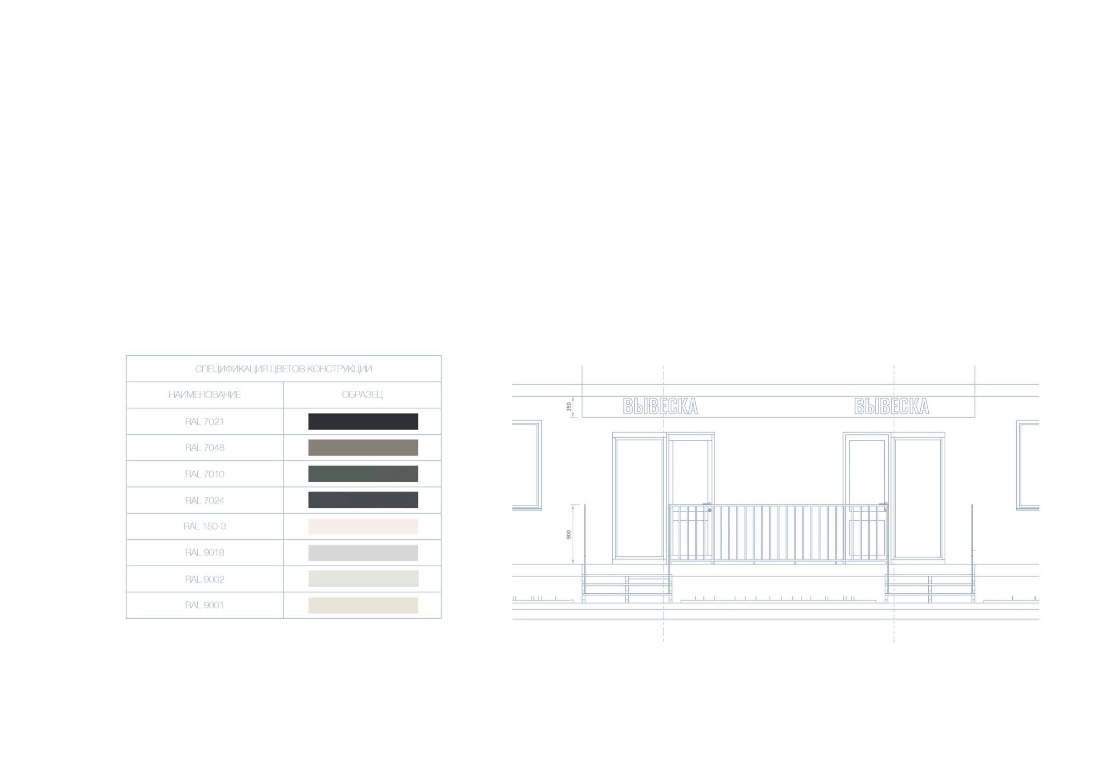 СПЕЦИФИКАЦИЯ ЦВЕТОВ КОНСТРУКЦИИ
НАИМЕНОВАНИЕ ОБРАЗЕЦ
RAL 7021
RAL 7048
RAL 7010
RAL 7024
RAL 150-3
RAL 9018
RAL 9002
RAL 9001
350
ВЫВЕСКА ВЫВЕСКА
900